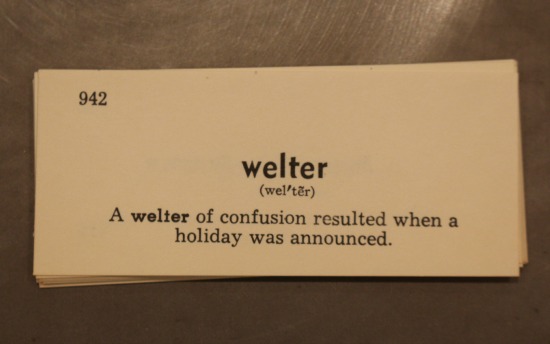 942
welter
(wel′tẽr)
A welter of confusion resulted when a
holiday was announced.